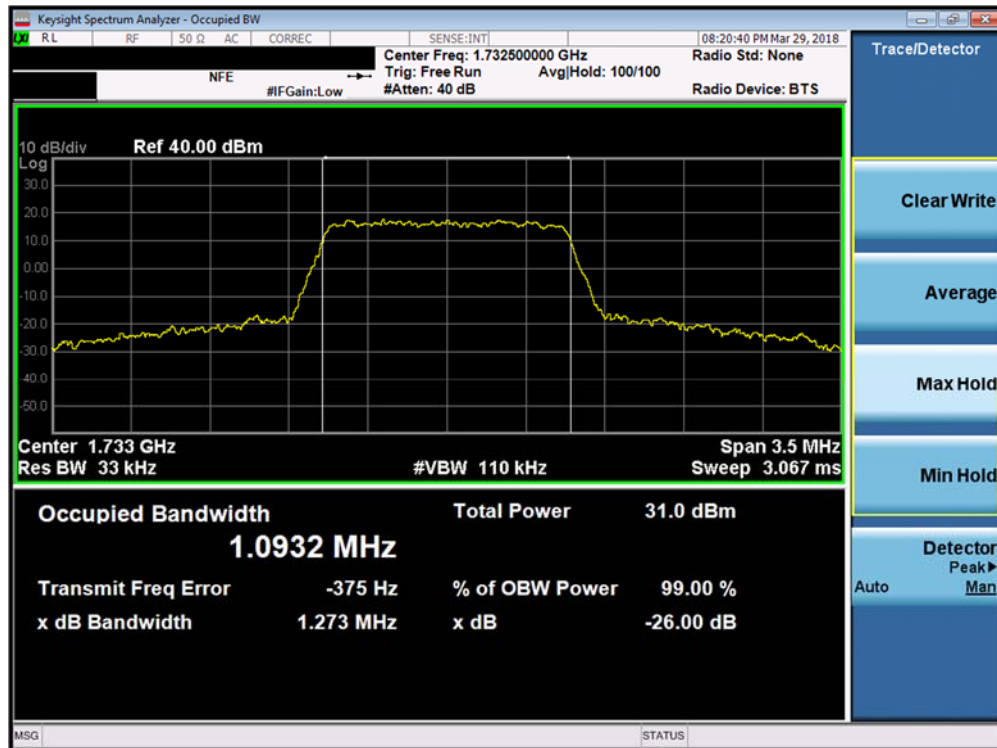 Keysight Spectrum Analyzer - Occupied BW
LXI RL RF 50 Ω AC CORREC SENSE:INT 08:20:40 PM Mar 29, 2018
Center Freq: 1.732500000 GHz Radio Std: None
NFE Trig: Free Run Avg|Hold: 100/100
#IFGain:Low #Atten: 40 dB Radio Device: BTS
Trace/Detector
10 dB/div Ref 40.00 dBm
Log
30.0
20.0
10.0
0.00
-10.0
-20.0
-30.0
-40.0
-50.0
Center 1.733 GHz Span 3.5 MHz
Res BW 33 kHz #VBW 110 kHz Sweep 3.067 ms
Occupied Bandwidth Total Power 31.0 dBm
1.0932 MHz
Transmit Freq Error -375 Hz % of OBW Power 99.00 %
x dB Bandwidth 1.273 MHz x dB -26.00 dB
Clear Write
Average
Max Hold
Min Hold
Detector
Peak▶
Auto Man
MSG STATUS